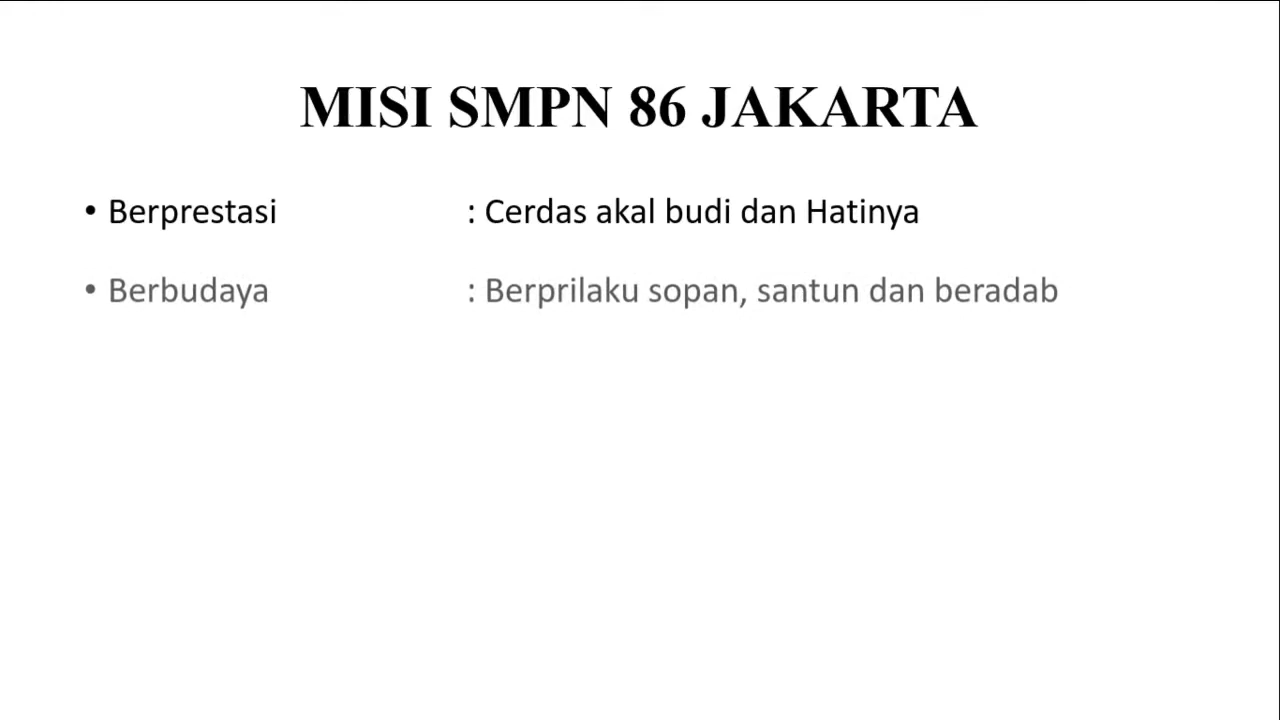 MISI SMPN 86 JAKARTA
• Berprestasi : Cerdas akal budi dan Hatinya
• Berbudaya : Berprilaku sopan, santun dan beradab